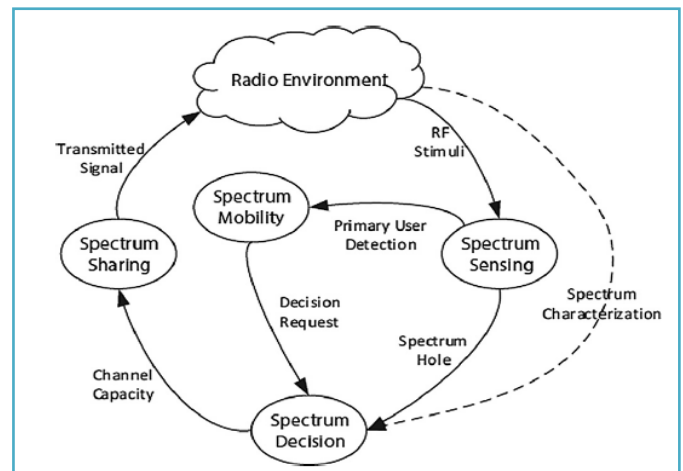 Radio Environment
RF
Stimuli
Transmitted
Signal
Spectrum
Mobility
Primary User
Detection
Spectrum
Sensing
Spectrum
Sharing
Spectrum
Characterization
Decision
Request
Spectrum
Hole
Channel
Capacity
Spectrum
Decision